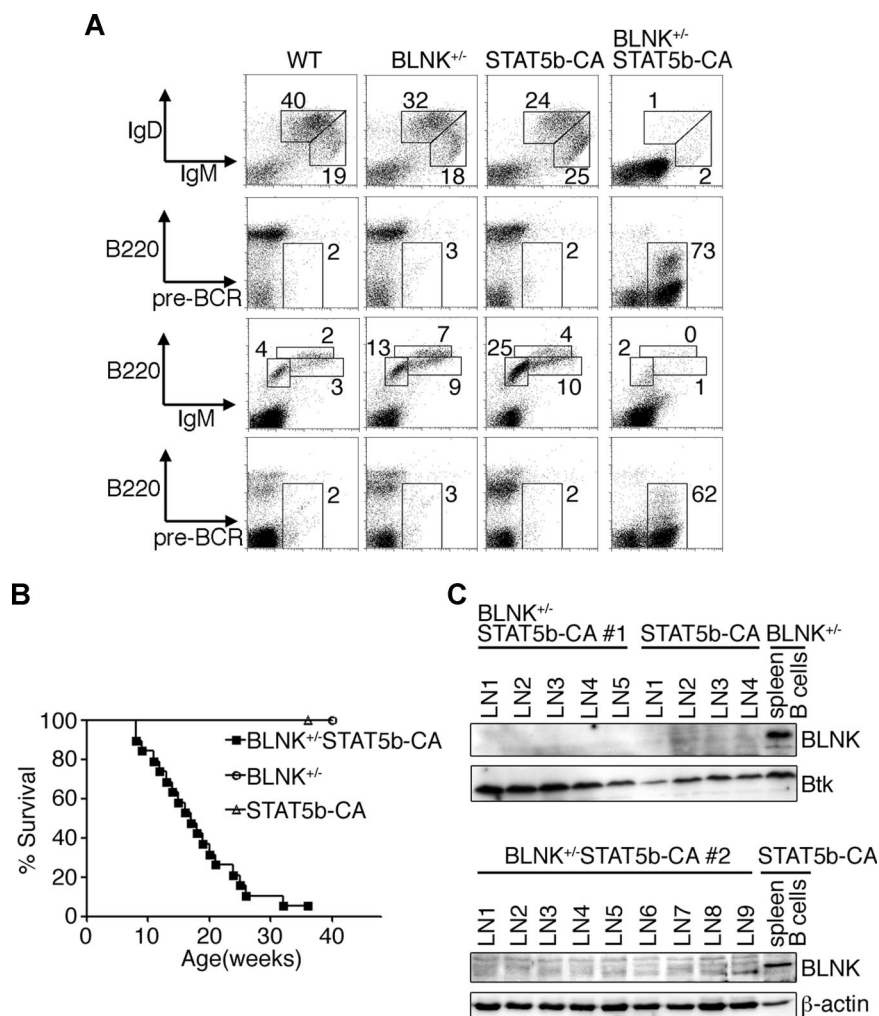 A
WT BLNK+/- STAT5b-CA BLNK+/- STAT5b-CA
IgD
40 32 24 1
19 18 25 2
IgM
B220
2 3 2 73
pre-BCR
B220
4 2 3 13 7 9 25 4 10 2 0 1
IgM
B220
2 3 2 62
pre-BCR
B
% Survival
100
80
60
40
20
0
0 10 20 30 40
Age(weeks)
BLNK+/-STAT5b-CA
BLNK+/-
STAT5b-CA
C
BLNK+/- STAT5b-CA #1 STAT5b-CA BLNK+/-
LN1 LN2 LN3 LN4 LN5 LN1 LN2 LN3 LN4 spleen B cells
BLNK
Btk
BLNK+/-STAT5b-CA #2 STAT5b-CA
LN1 LN2 LN3 LN4 LN5 LN6 LN7 LN8 LN9 spleen B cells
BLNK
β-actin